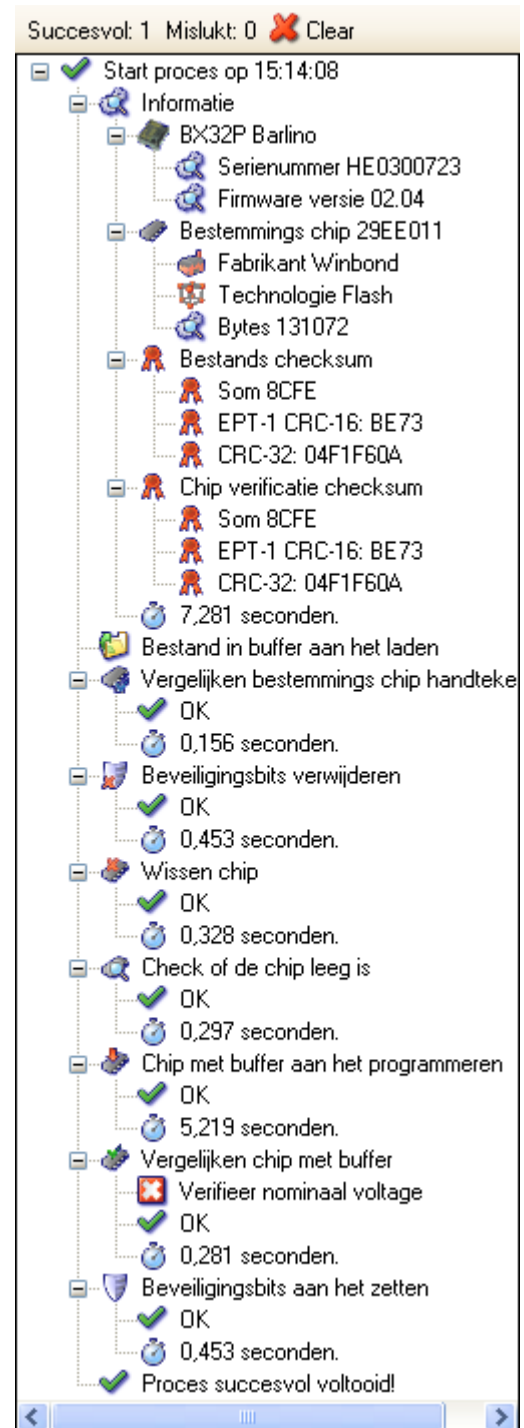 Succesvol: 1 Mislukt: 0 Clear
Start proces op 15:14:08
Informatie
BX32P Barlino
Serienummer HE0300723
Firmware versie 02.04
Bestemmings chip 29EE011
Fabrikant Winbond
Technologie Flash
Bytes 131072
Bestands checksum
Som 8CFE
EPT-1 CRC-16: BE73
CRC-32: 04F1F60A
Chip verificatie checksum
Som 8CFE
EPT-1 CRC-16: BE73
CRC-32: 04F1F60A
7,281 seconden.
Bestand in buffer aan het laden
Vergelijken bestemmings chip handteke
OK
0,156 seconden.
Beveiligingsbits verwijderen
OK
0,453 seconden.
Wissen chip
OK
0,328 seconden.
Check of de chip leeg is
OK
0,297 seconden.
Chip met buffer aan het programmeren
OK
5,219 seconden.
Vergelijken chip met buffer
Verifieer nominaal voltage
OK
0,281 seconden.
Beveiligingsbits aan het zetten
OK
0,453 seconden.
Proces succesvol voltooid!